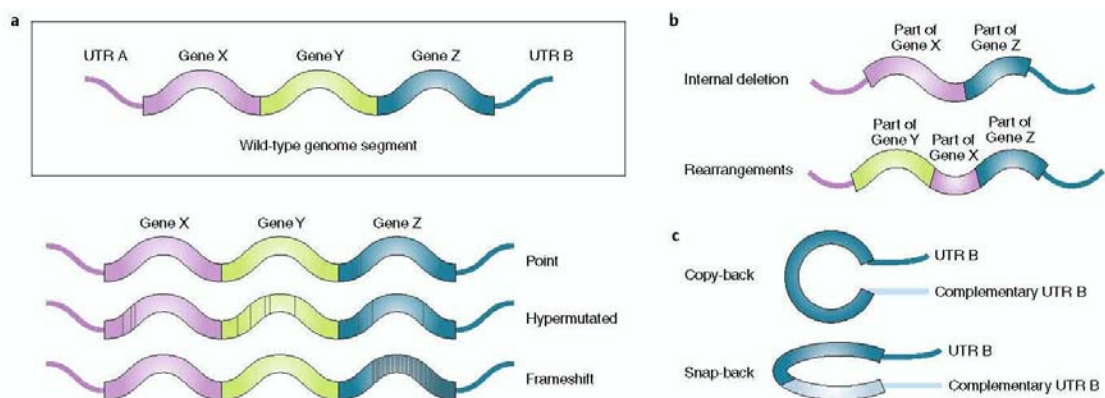 a
UTR A Gene X Gene Y Gene Z UTR B
Wild-type genome segment
Gene X Gene Y Gene Z
Point
Hypermutated
Frameshift
b
Part of
Gene X
Part of
Gene Z
Internal deletion
Part of
Gene Y
Part of
Gene X
Part of
Gene Z
Rearrangements
c
Copy-back
UTR B
Complementary UTR B
Snap-back
UTR B
Complementary UTR B